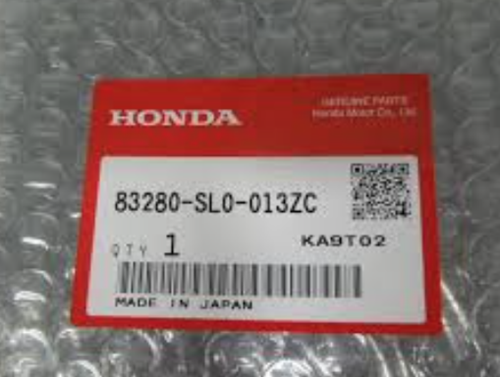 HONDA
GENUINE PARTS
Honda Motor Co., Ltd.
83280-SL0-013ZC
QTY 1
KA9T02
MADE IN JAPAN